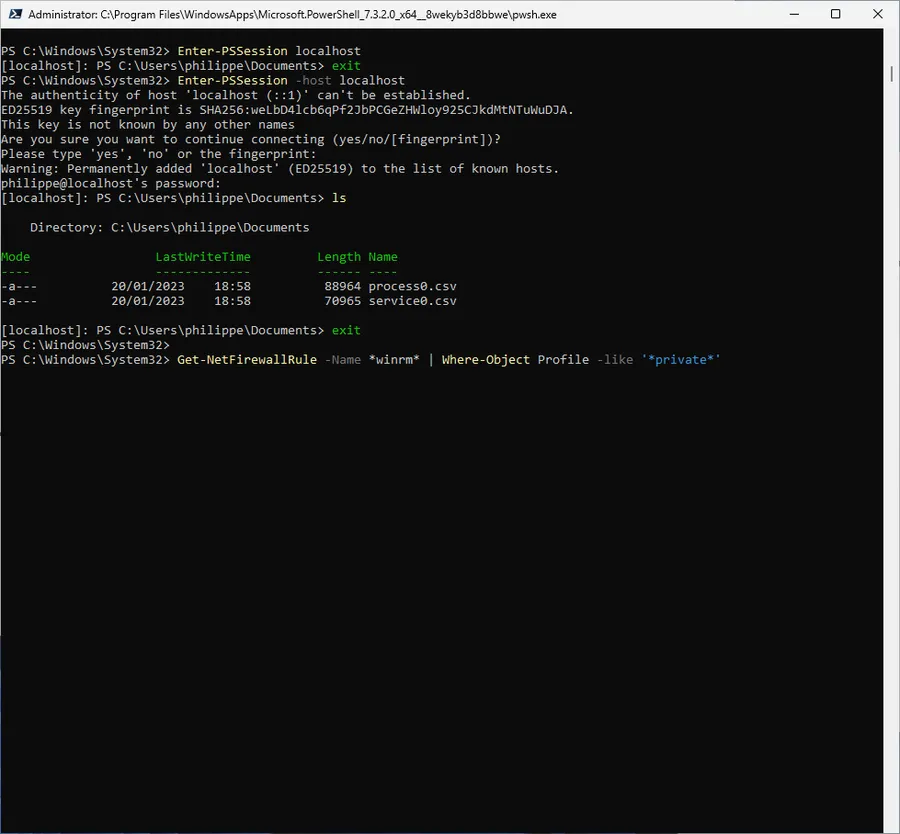 Administrator: C:\Program Files\WindowsApps\Microsoft.PowerShell_7.3.2.0_x64__8wekyb3d8bbwe\pwsh.exe
PS C:\Windows\System32> Enter-PSSession localhost
[localhost]: PS C:\Users\philippe\Documents> exit
PS C:\Windows\System32> Enter-PSSession -host localhost
The authenticity of host 'localhost (::1)' can't be established.
ED25519 key fingerprint is SHA256:weLbD4lcb6qPf2JbPCGeZHWloy925CJkdMtNTuWuDJA.
This key is not known by any other names
Are you sure you want to continue connecting (yes/no/[fingerprint])?
Please type 'yes', 'no' or the fingerprint:
Warning: Permanently added 'localhost' (ED25519) to the list of known hosts.
philippe@localhost's password:
[localhost]: PS C:\Users\philippe\Documents> ls
Directory: C:\Users\philippe\Documents
Mode LastWriteTime Length Name
---- ------------- ------ ----
-a--- 20/01/2023 18:58 88964 process0.csv
-a--- 20/01/2023 18:58 70965 service0.csv
[localhost]: PS C:\Users\philippe\Documents> exit
PS C:\Windows\System32>
PS C:\Windows\System32> Get-NetFirewallRule -Name *winrm* | Where-Object Profile -like '*private*'